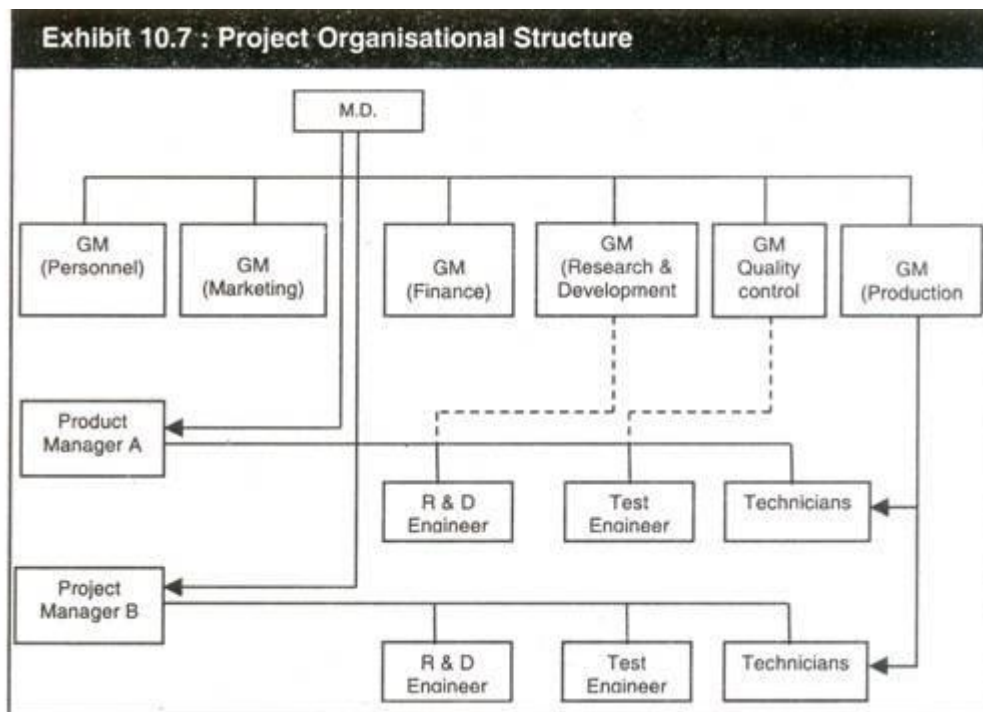 Exhibit 10.7 : Project Organisational Structure
M.D.
GM
(Personnel)
GM
(Marketing)
GM
(Finance)
GM
(Research &
Development
GM
Quality
control
GM
(Production
Product
Manager A
R & D
Engineer
Test
Engineer
Technicians
Project
Manager B
R & D
Engineer
Test
Engineer
Technicians